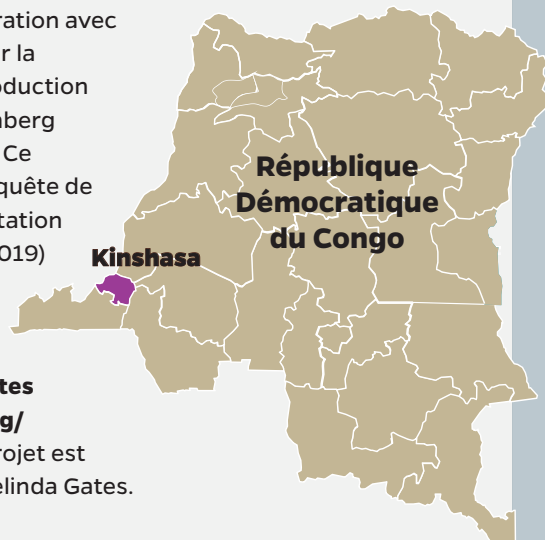 ration avec
r la
oduction
nberg
Ce
quête de
tation
019)
tes
g/
rojet est
elinda Gates.
République
Démocratique
du Congo
Kinshasa